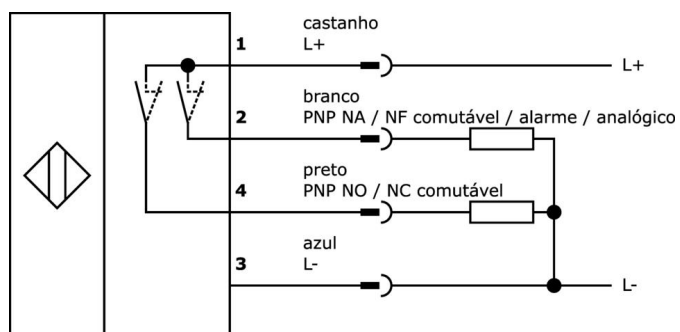 castanho
1 L+
L+
branco
2 PNP NA / NF comutável / alarme / analógico
preto
4 PNP NO / NC comutável
azul
3 L-
L-